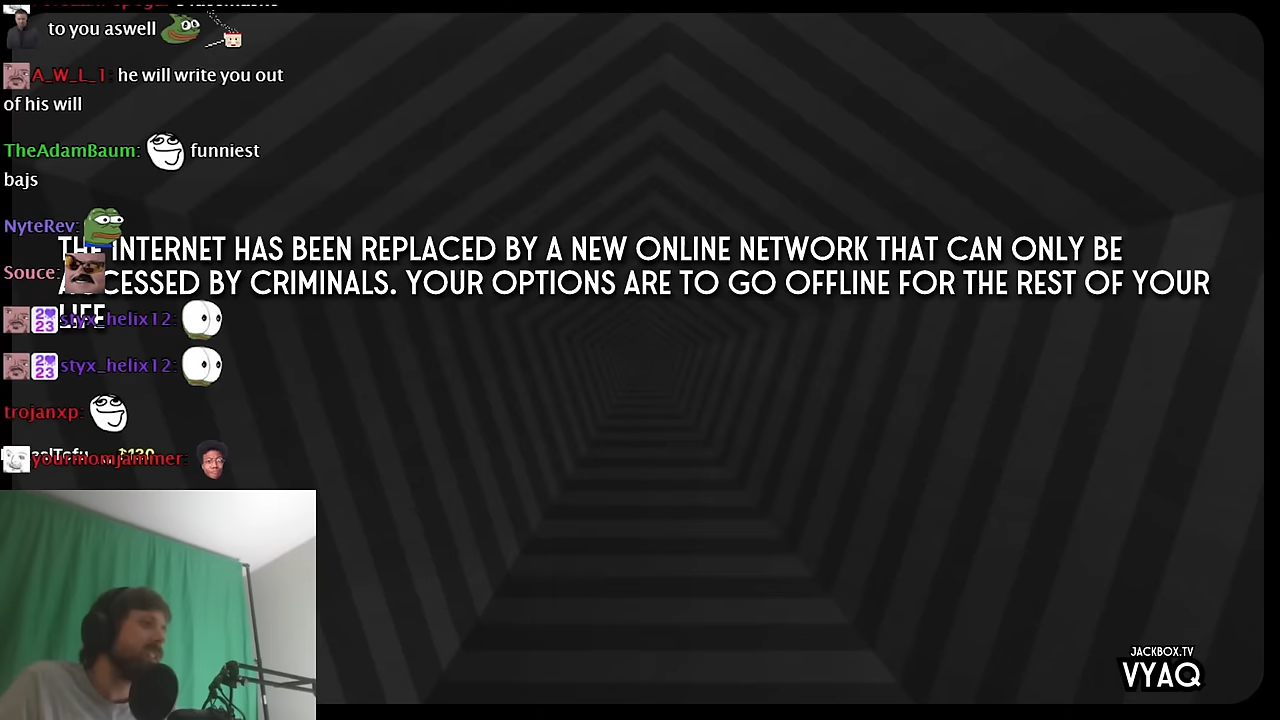 to you aswell
A_W_L_1: he will write you out
of his will
TheAdamBaum: funniest
bajs
NyteRev:
THE INTERNET HAS BEEN REPLACED BY A NEW ONLINE NETWORK THAT CAN ONLY BE
Souce:
ACCESSED BY CRIMINALS. YOUR OPTIONS ARE TO GO OFFLINE FOR THE REST OF YOUR
LIFE
styx_helix12:
styx_helix12:
trojanxp:
yourmomjammer:
JACKBOX.TV
VYAQ